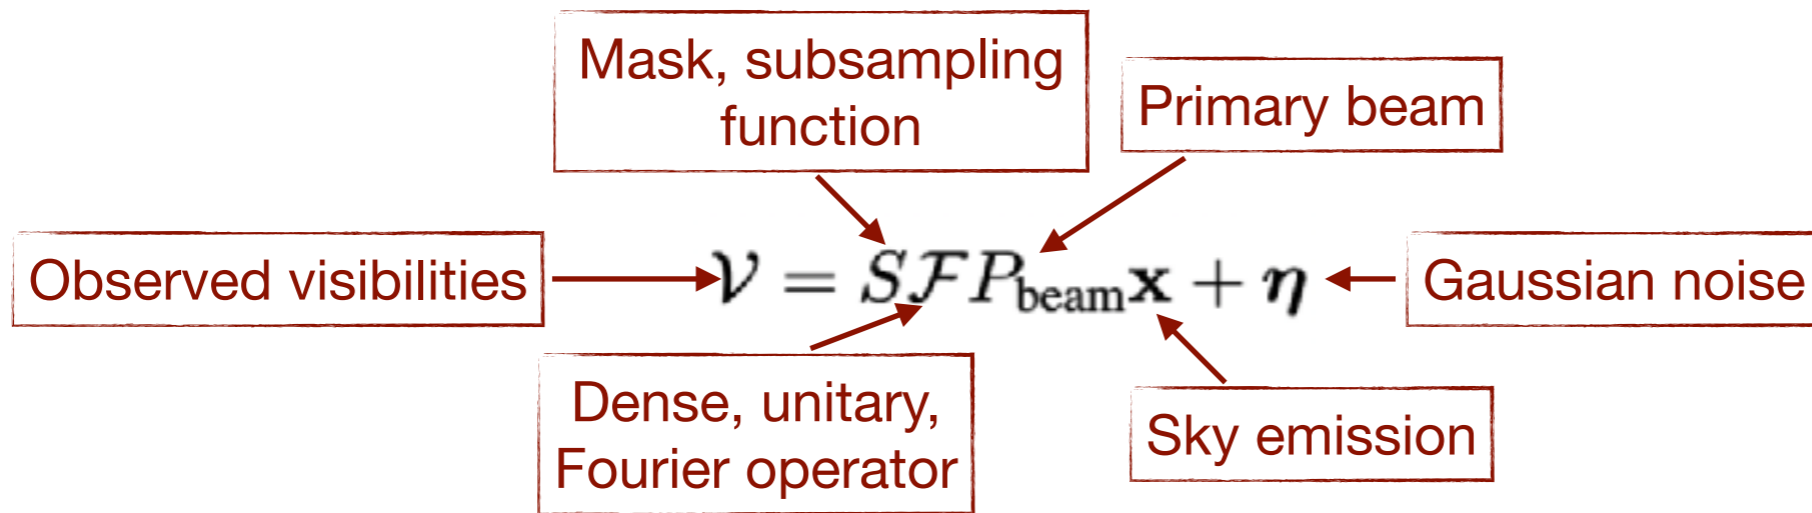 Mask, subsampling
function
Primary beam
Observed visibilities
𝒱 = SℱP_beam x + η
Gaussian noise
Dense, unitary,
Fourier operator
Sky emission